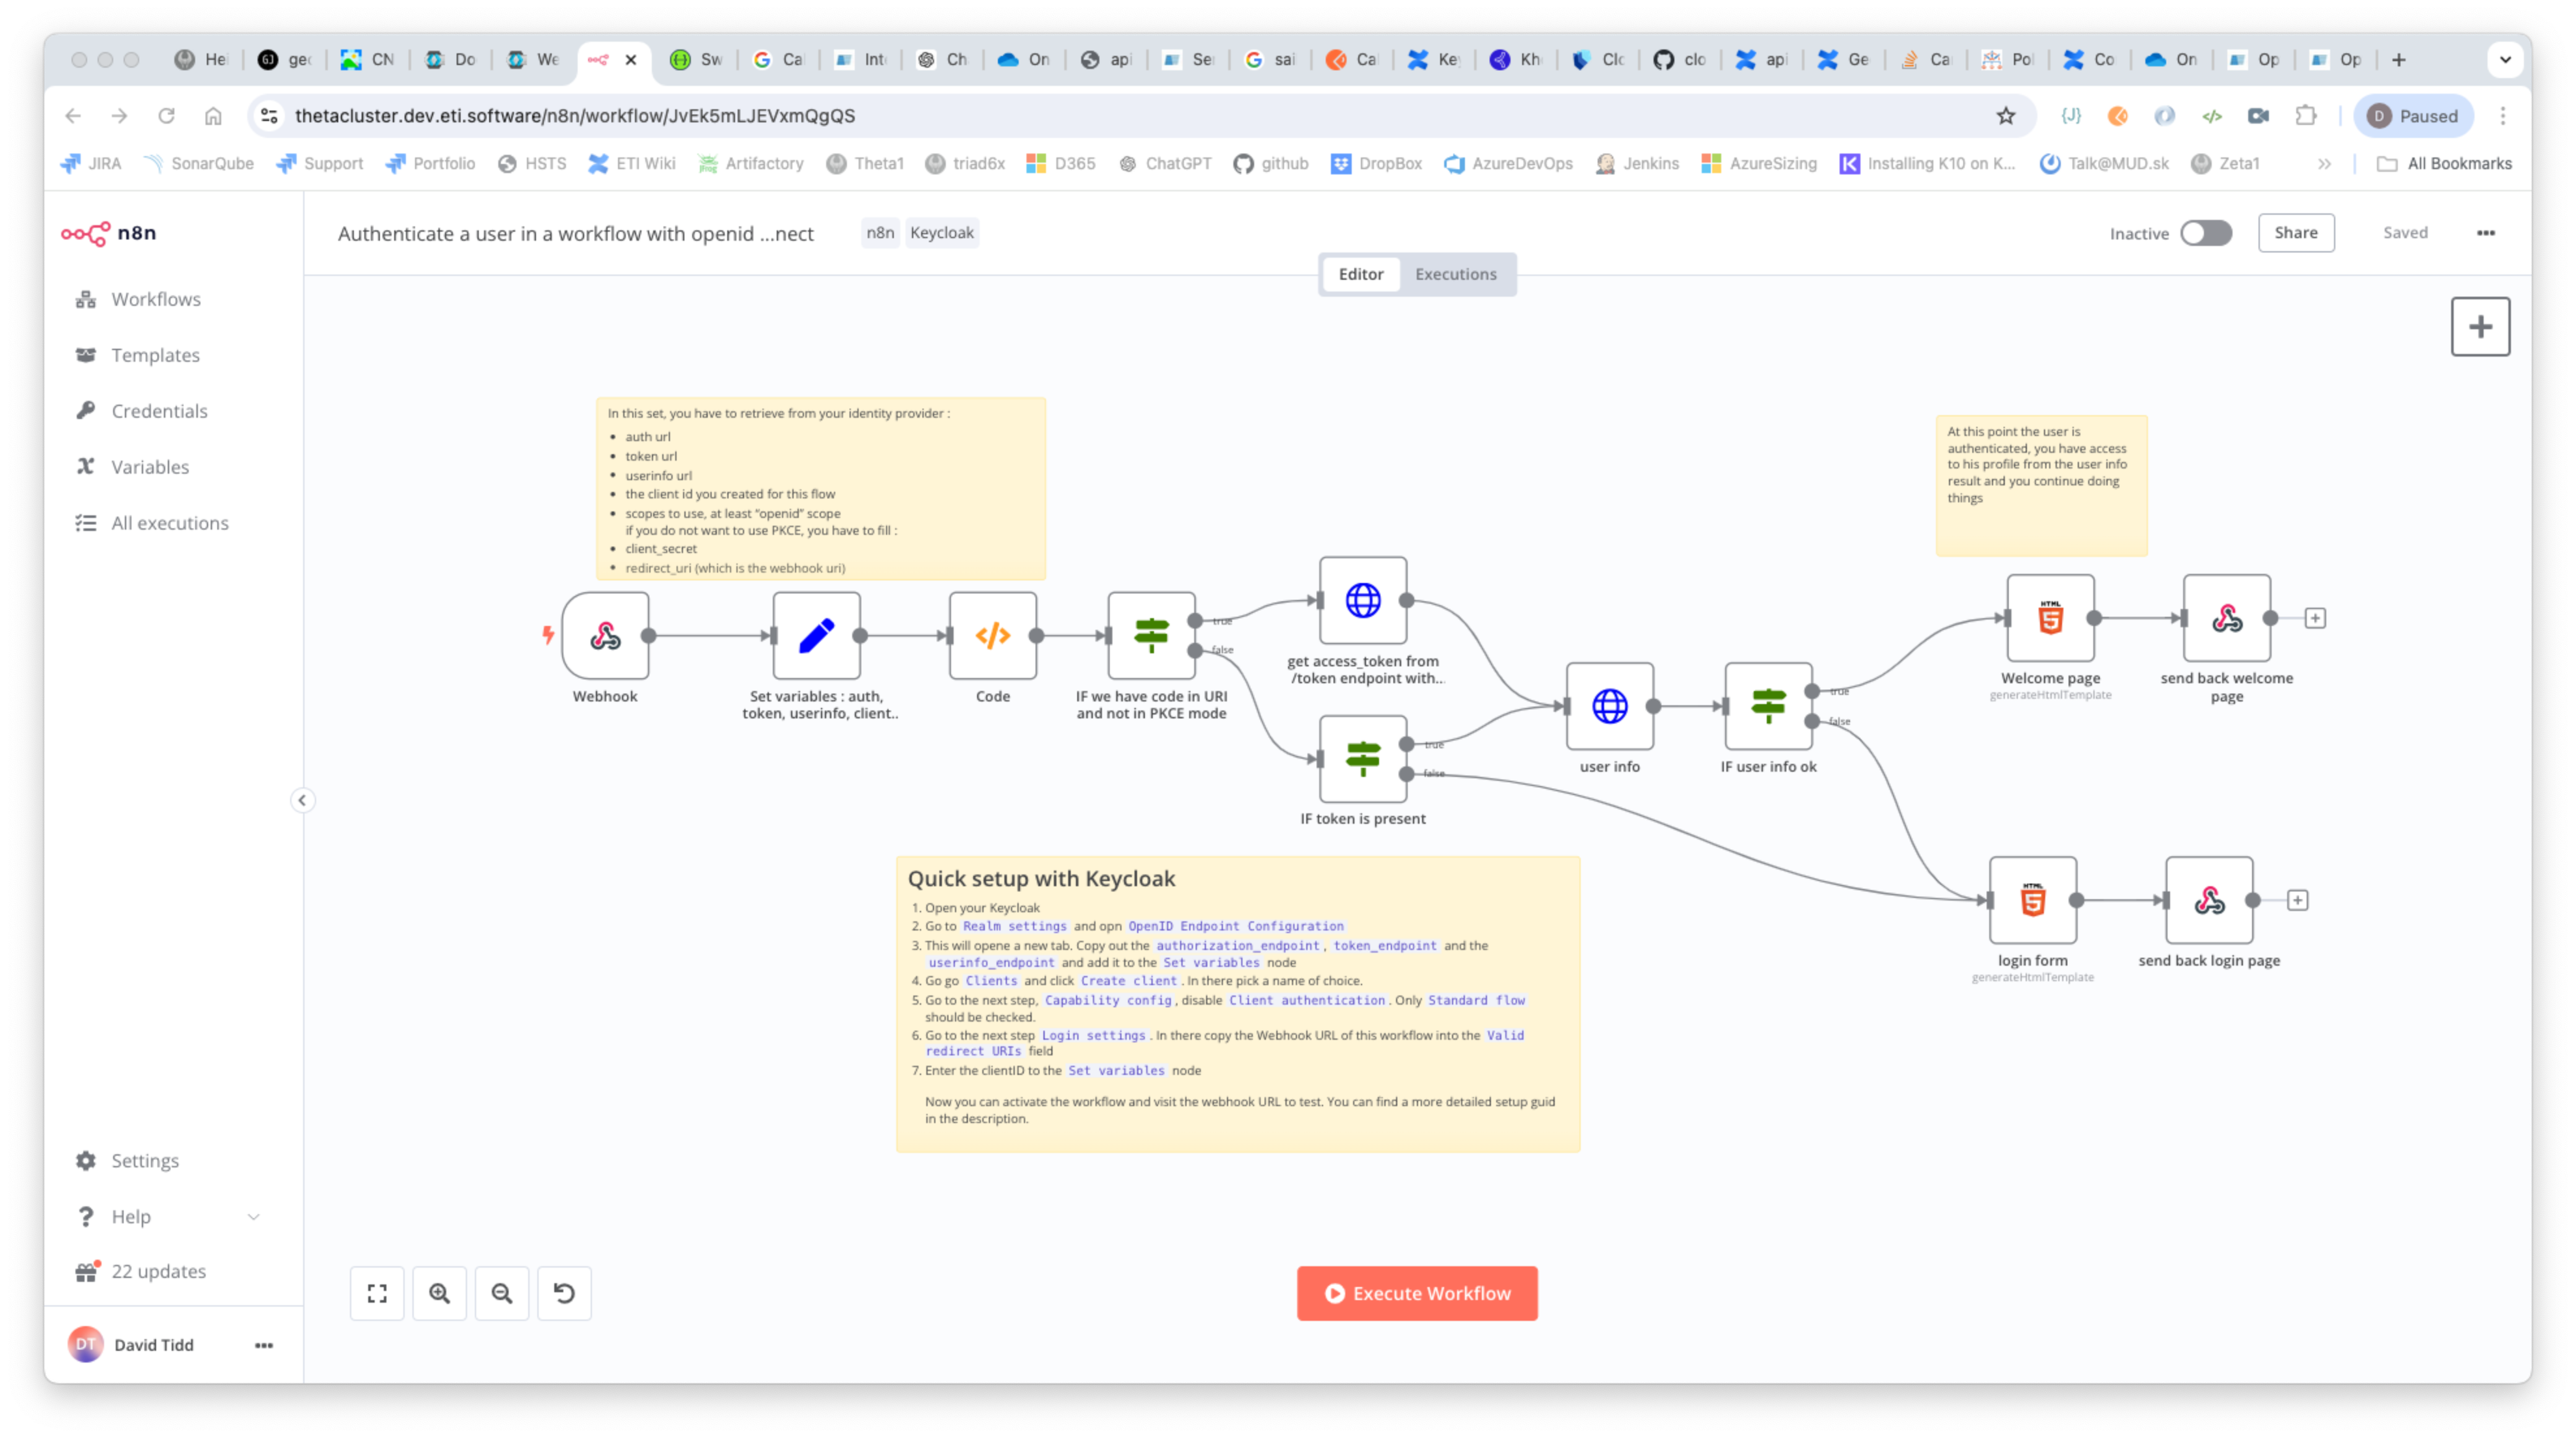 Hei
ge
CN
Do
We
Sw
Ca
Int
Ch
On
api
Se
sai
Ca
Ke
Kh
Clo
clo
api
Ge
Ca
Pol
Co
On
Op
Op
thetacluster.dev.eti.software/n8n/workflow/JvEk5mLJEVxmQgQS
{J}
</>
D Paused
JIRA
SonarQube
Support
Portfolio
HSTS
ETI Wiki
Artifactory
Theta1
triad6x
D365
ChatGPT
github
DropBox
AzureDevOps
Jenkins
AzureSizing
Installing K10 on K...
Talk@MUD.sk
Zeta1
All Bookmarks
n8n
Authenticate a user in a workflow with openid ...nect
n8n
Keycloak
Inactive
Share
Saved
Editor
Executions
Workflows
Templates
Credentials
Variables
All executions
In this set, you have to retrieve from your identity provider :
• auth url
• token url
• userinfo url
• the client id you created for this flow
• scopes to use, at least “openid” scope
if you do not want to use PKCE, you have to fill :
• client_secret
• redirect_uri (which is the webhook uri)
At this point the user is
authenticated, you have access
to his profile from the user info
result and you continue doing
things
Webhook
Set variables : auth,
token, userinfo, client..
Code
IF we have code in URI
and not in PKCE mode
true
false
get access_token from
/token endpoint with..
IF token is present
true
false
user info
IF user info ok
true
false
HTML
5
Welcome page
generateHtmlTemplate
send back welcome
page
HTML
5
login form
generateHtmlTemplate
send back login page
Quick setup with Keycloak
1. Open your Keycloak
2. Go to Realm settings and opn OpenID Endpoint Configuration
3. This will opene a new tab. Copy out the authorization_endpoint, token_endpoint and the
userinfo_endpoint and add it to the Set variables node
4. Go go Clients and click Create client. In there pick a name of choice.
5. Go to the next step, Capability config, disable Client authentication. Only Standard flow
should be checked.
6. Go to the next step Login settings. In there copy the Webhook URL of this workflow into the Valid
redirect URIs field
7. Enter the clientID to the Set variables node
Now you can activate the workflow and visit the webhook URL to test. You can find a more detailed setup guid
in the description.
Settings
Help
22 updates
DT David Tidd
Execute Workflow